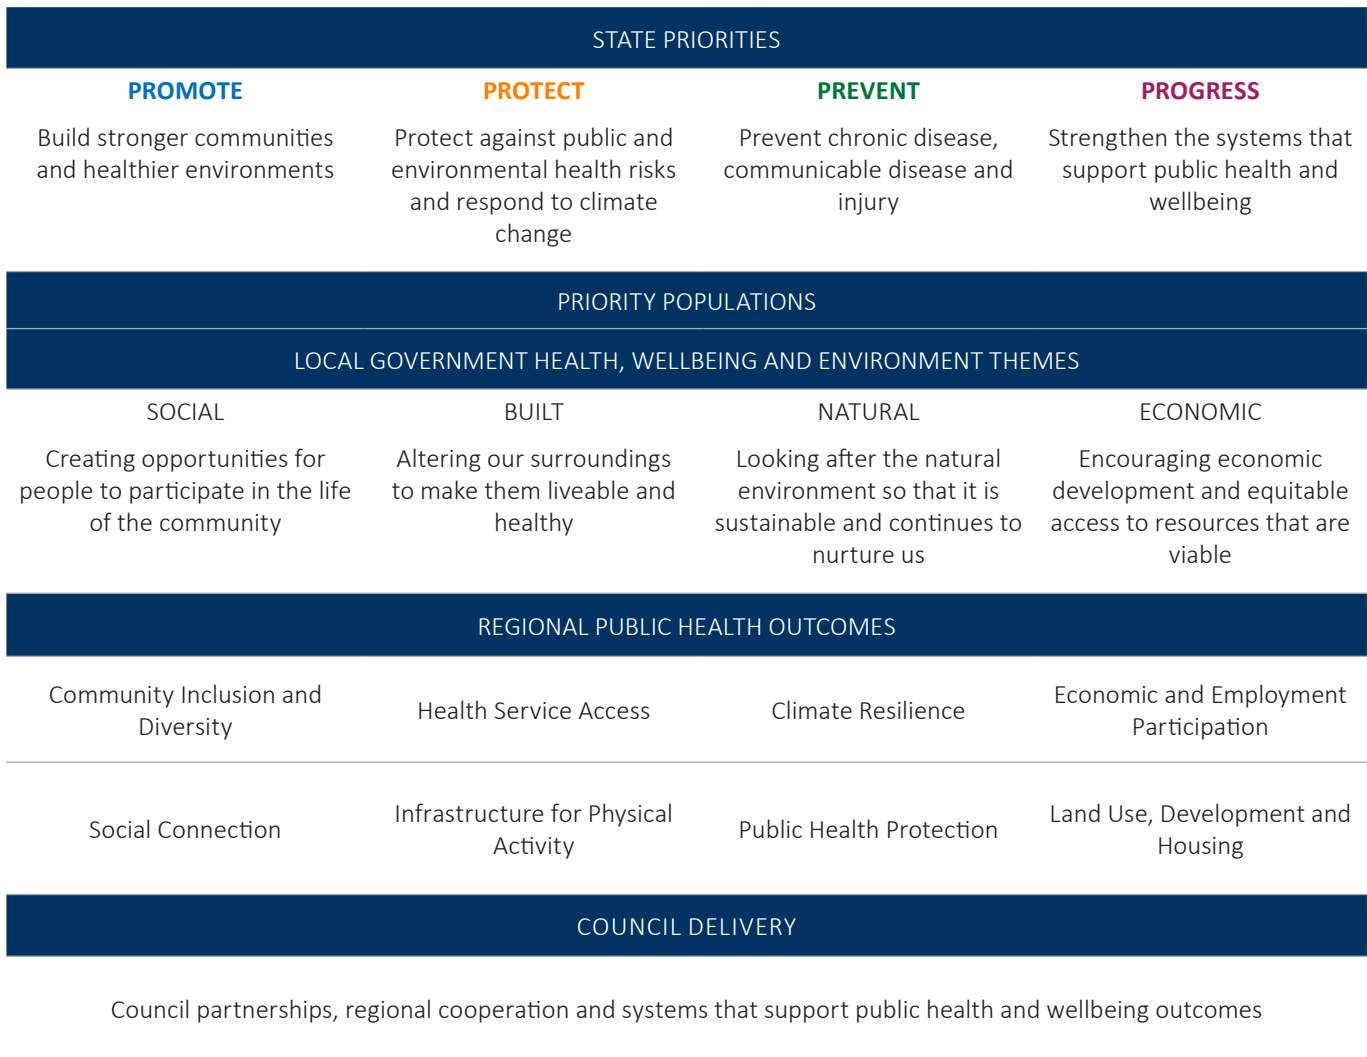 STATE PRIORITIES
PROMOTE
Build stronger communities
and healthier environments
PROTECT
Protect against public and
environmental health risks
and respond to climate
change
PREVENT
Prevent chronic disease,
communicable disease and
injury
PROGRESS
Strengthen the systems that
support public health and
wellbeing
PRIORITY POPULATIONS
LOCAL GOVERNMENT HEALTH, WELLBEING AND ENVIRONMENT THEMES
SOCIAL
Creating opportunities for
people to participate in the life
of the community
BUILT
Altering our surroundings
to make them liveable and
healthy
NATURAL
Looking after the natural
environment so that it is
sustainable and continues to
nurture us
ECONOMIC
Encouraging economic
development and equitable
access to resources that are
viable
REGIONAL PUBLIC HEALTH OUTCOMES
Community Inclusion and
Diversity
Health Service Access
Climate Resilience
Economic and Employment
Participation
Social Connection
Infrastructure for Physical
Activity
Public Health Protection
Land Use, Development and
Housing
COUNCIL DELIVERY
Council partnerships, regional cooperation and systems that support public health and wellbeing outcomes